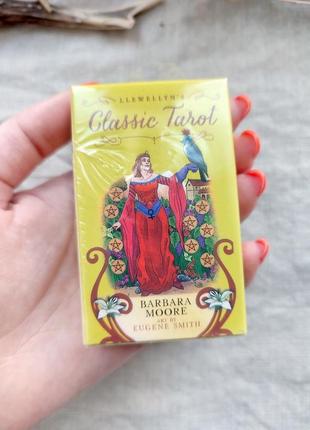 LLEWELLYN'S
Classic Tarot
BARBARA
MOORE
ART BY
EUGENE SMITH